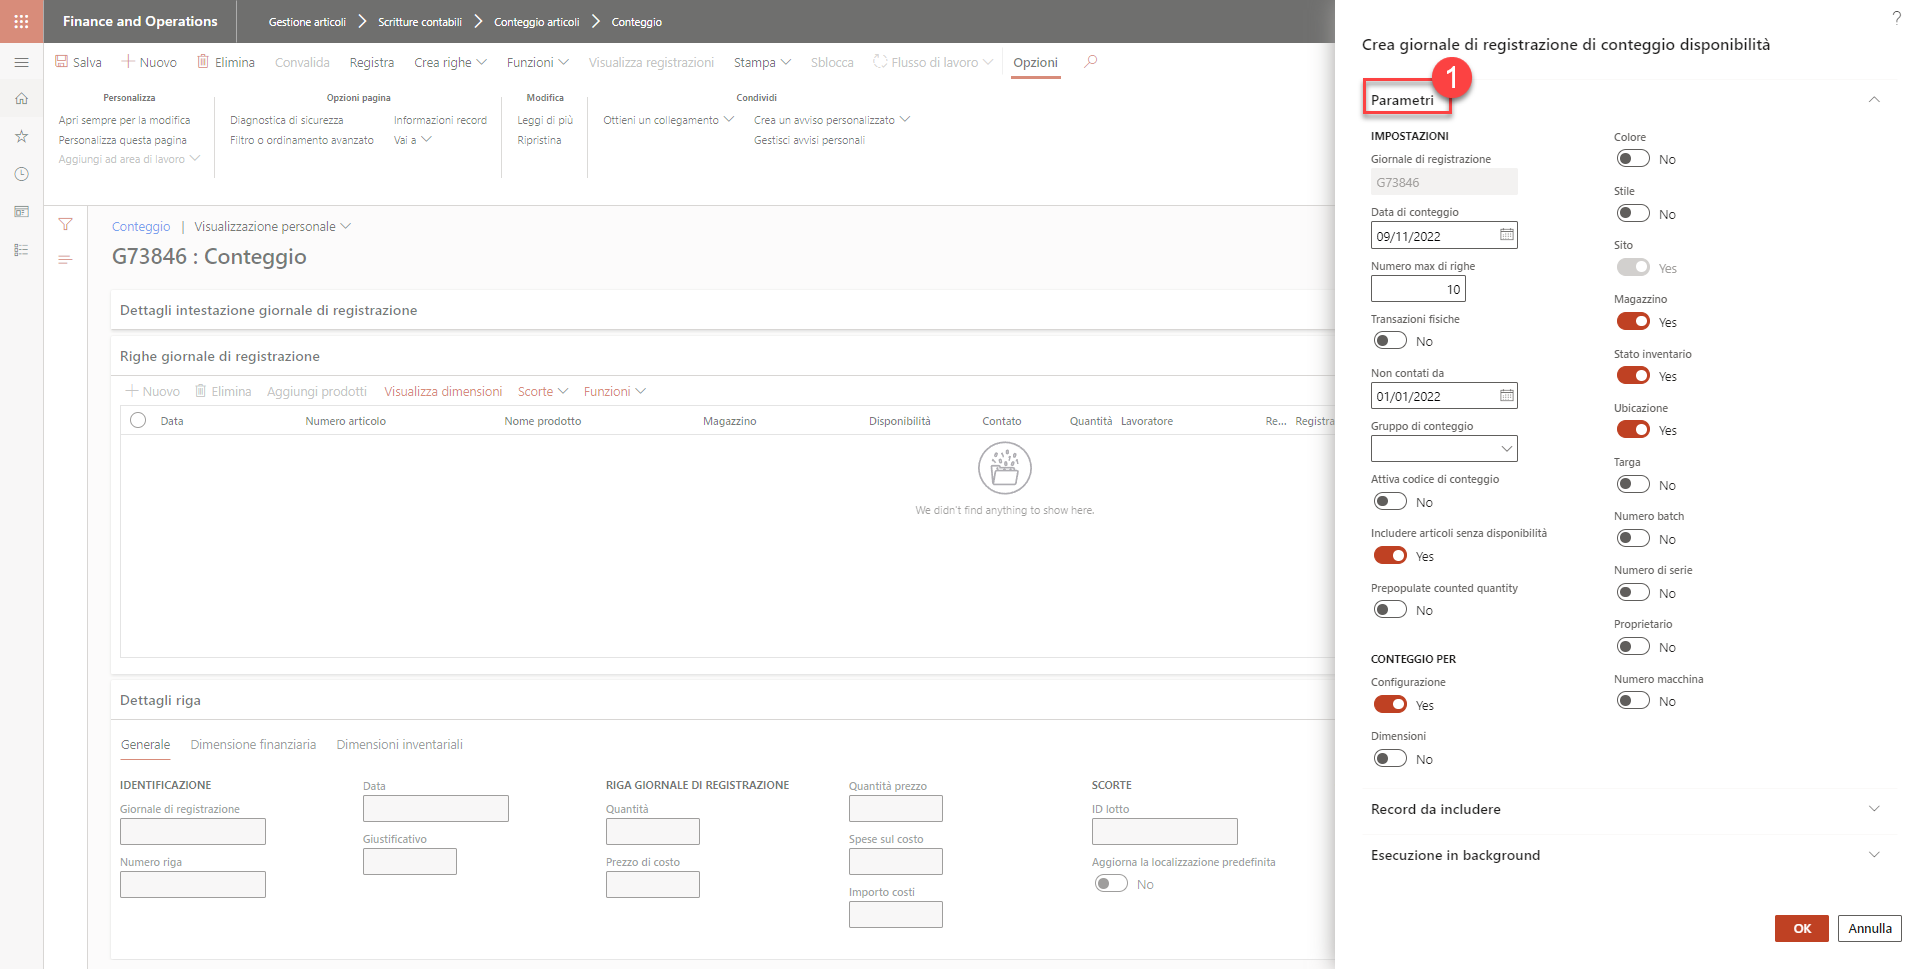 Finance and Operations
Gestione articoli > Scritture contabili > Conteggio articoli > Conteggio
?
Salva Nuovo Elimina Convalida Registra Crea righe Funzioni Visualizza registrazioni Stampa Sblocca Flusso di lavoro Opzioni
Personalizza
Apri sempre per la modifica
Personalizza questa pagina
Aggiungi ad area di lavoro
Opzioni pagina
Diagnostica di sicurezza
Filtro o ordinamento avanzato
Informazioni record
Vai a
Modifica
Leggi di più
Ripristina
Condividi
Ottieni un collegamento
Crea un avviso personalizzato
Gestisci avvisi personali
Conteggio | Visualizzazione personale
G73846 : Conteggio
Dettagli intestazione giornale di registrazione
Righe giornale di registrazione
Nuovo Elimina Aggiungi prodotti Visualizza dimensioni Scorte Funzioni
Data Numero articolo Nome prodotto Magazzino Disponibilità Contato Quantità Lavoratore Re... Registra
We didn't find anything to show here.
Dettagli riga
Generale Dimensione finanziaria Dimensioni inventariali
IDENTIFICAZIONE
Giornale di registrazione
Numero riga
Data
Giustificativo
RIGA GIORNALE DI REGISTRAZIONE
Quantità
Prezzo di costo
Quantità prezzo
Spese sul costo
Importo costi
SCORTE
ID lotto
Aggiorna la localizzazione predefinita
No
Crea giornale di registrazione di conteggio disponibilità
1
Parametri
IMPOSTAZIONI
Giornale di registrazione
G73846
Data di conteggio
09/11/2022
Numero max di righe
10
Transazioni fisiche
No
Non contati da
01/01/2022
Gruppo di conteggio
Attiva codice di conteggio
No
Includere articoli senza disponibilità
Yes
Prepopulate counted quantity
No
CONTEGGIO PER
Configurazione
Yes
Dimensioni
No
Colore
No
Stile
No
Sito
Yes
Magazzino
Yes
Stato inventario
Yes
Ubicazione
Yes
Targa
No
Numero batch
No
Numero di serie
No
Proprietario
No
Numero macchina
No
Record da includere
Esecuzione in background
OK Annulla